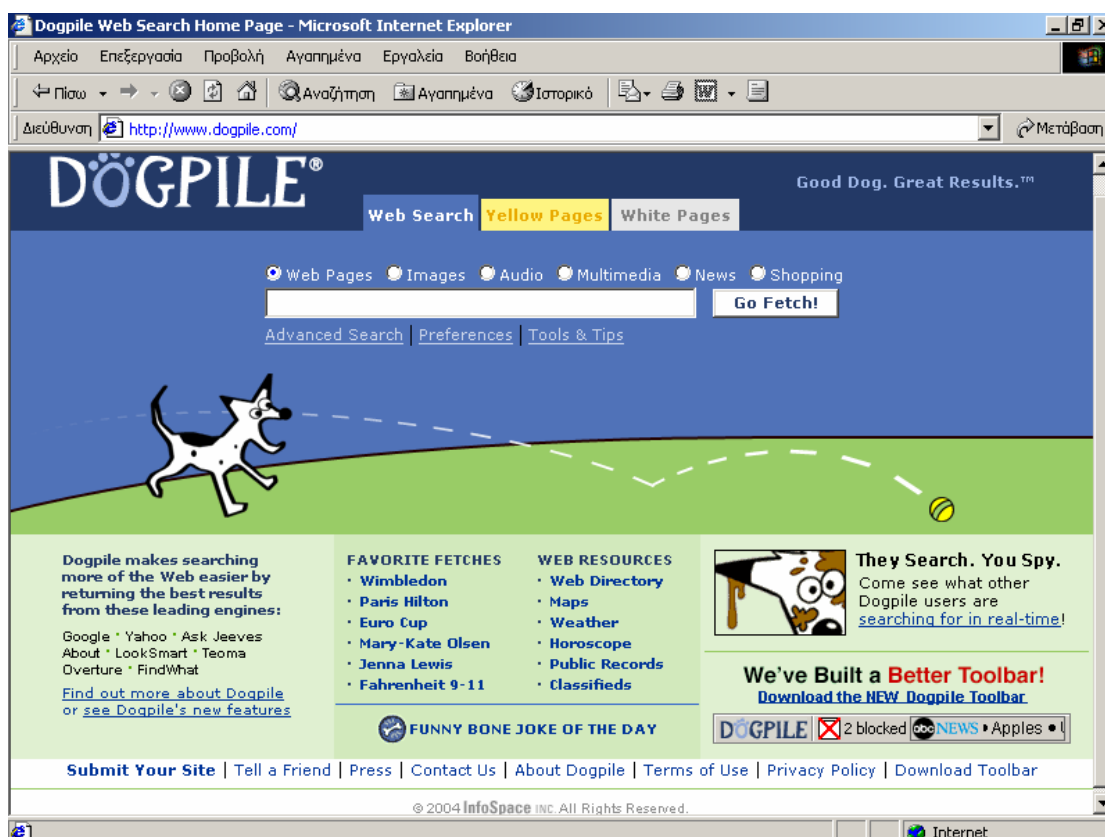 Dogpile Web Search Home Page - Microsoft Internet Explorer
Αρχείο Επεξεργασία Προβολή Αγαπημένα Εργαλεία Βοήθεια
Πίσω Αναζήτηση Αγαπημένα Ιστορικό
Διεύθυνση http://www.dogpile.com/ Μετάβαση
DÖGPILE® Good Dog. Great Results.™
Web Search Yellow Pages White Pages
Web Pages Images Audio Multimedia News Shopping
Go Fetch!
Advanced Search | Preferences | Tools & Tips
Dogpile makes searching
more of the Web easier by
returning the best results
from these leading engines:
Google · Yahoo · Ask Jeeves
About · LookSmart · Teoma
Overture · FindWhat
Find out more about Dogpile
or see Dogpile's new features
FAVORITE FETCHES
· Wimbledon
· Paris Hilton
· Euro Cup
· Mary-Kate Olsen
· Jenna Lewis
· Fahrenheit 9-11
WEB RESOURCES
· Web Directory
· Maps
· Weather
· Horoscope
· Public Records
· Classifieds
FUNNY BONE JOKE OF THE DAY
They Search. You Spy.
Come see what other
Dogpile users are
searching for in real-time!
We've Built a Better Toolbar!
Download the NEW Dogpile Toolbar
DÖGPILE 2 blocked abc NEWS • Apples •
Submit Your Site | Tell a Friend | Press | Contact Us | About Dogpile | Terms of Use | Privacy Policy | Download Toolbar
© 2004 InfoSpace INC. All Rights Reserved.
Internet